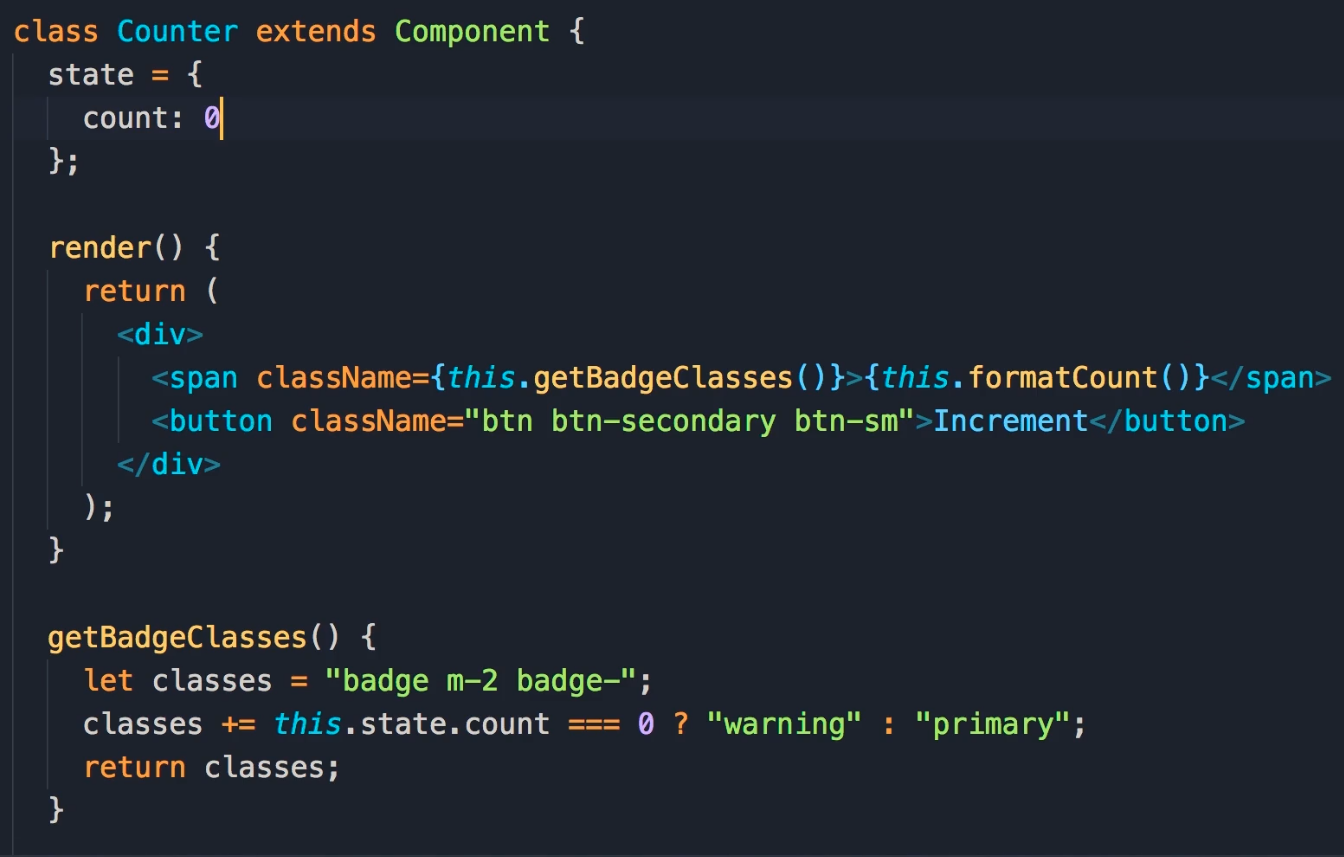 class Counter extends Component {
  state = {
    count: 0
  };

  render() {
    return (
      <div>
        <span className={this.getBadgeClasses()}>{this.formatCount()}</span>
        <button className="btn btn-secondary btn-sm">Increment</button>
      </div>
    );
  }

  getBadgeClasses() {
    let classes = "badge m-2 badge-";
    classes += this.state.count === 0 ? "warning" : "primary";
    return classes;
  }